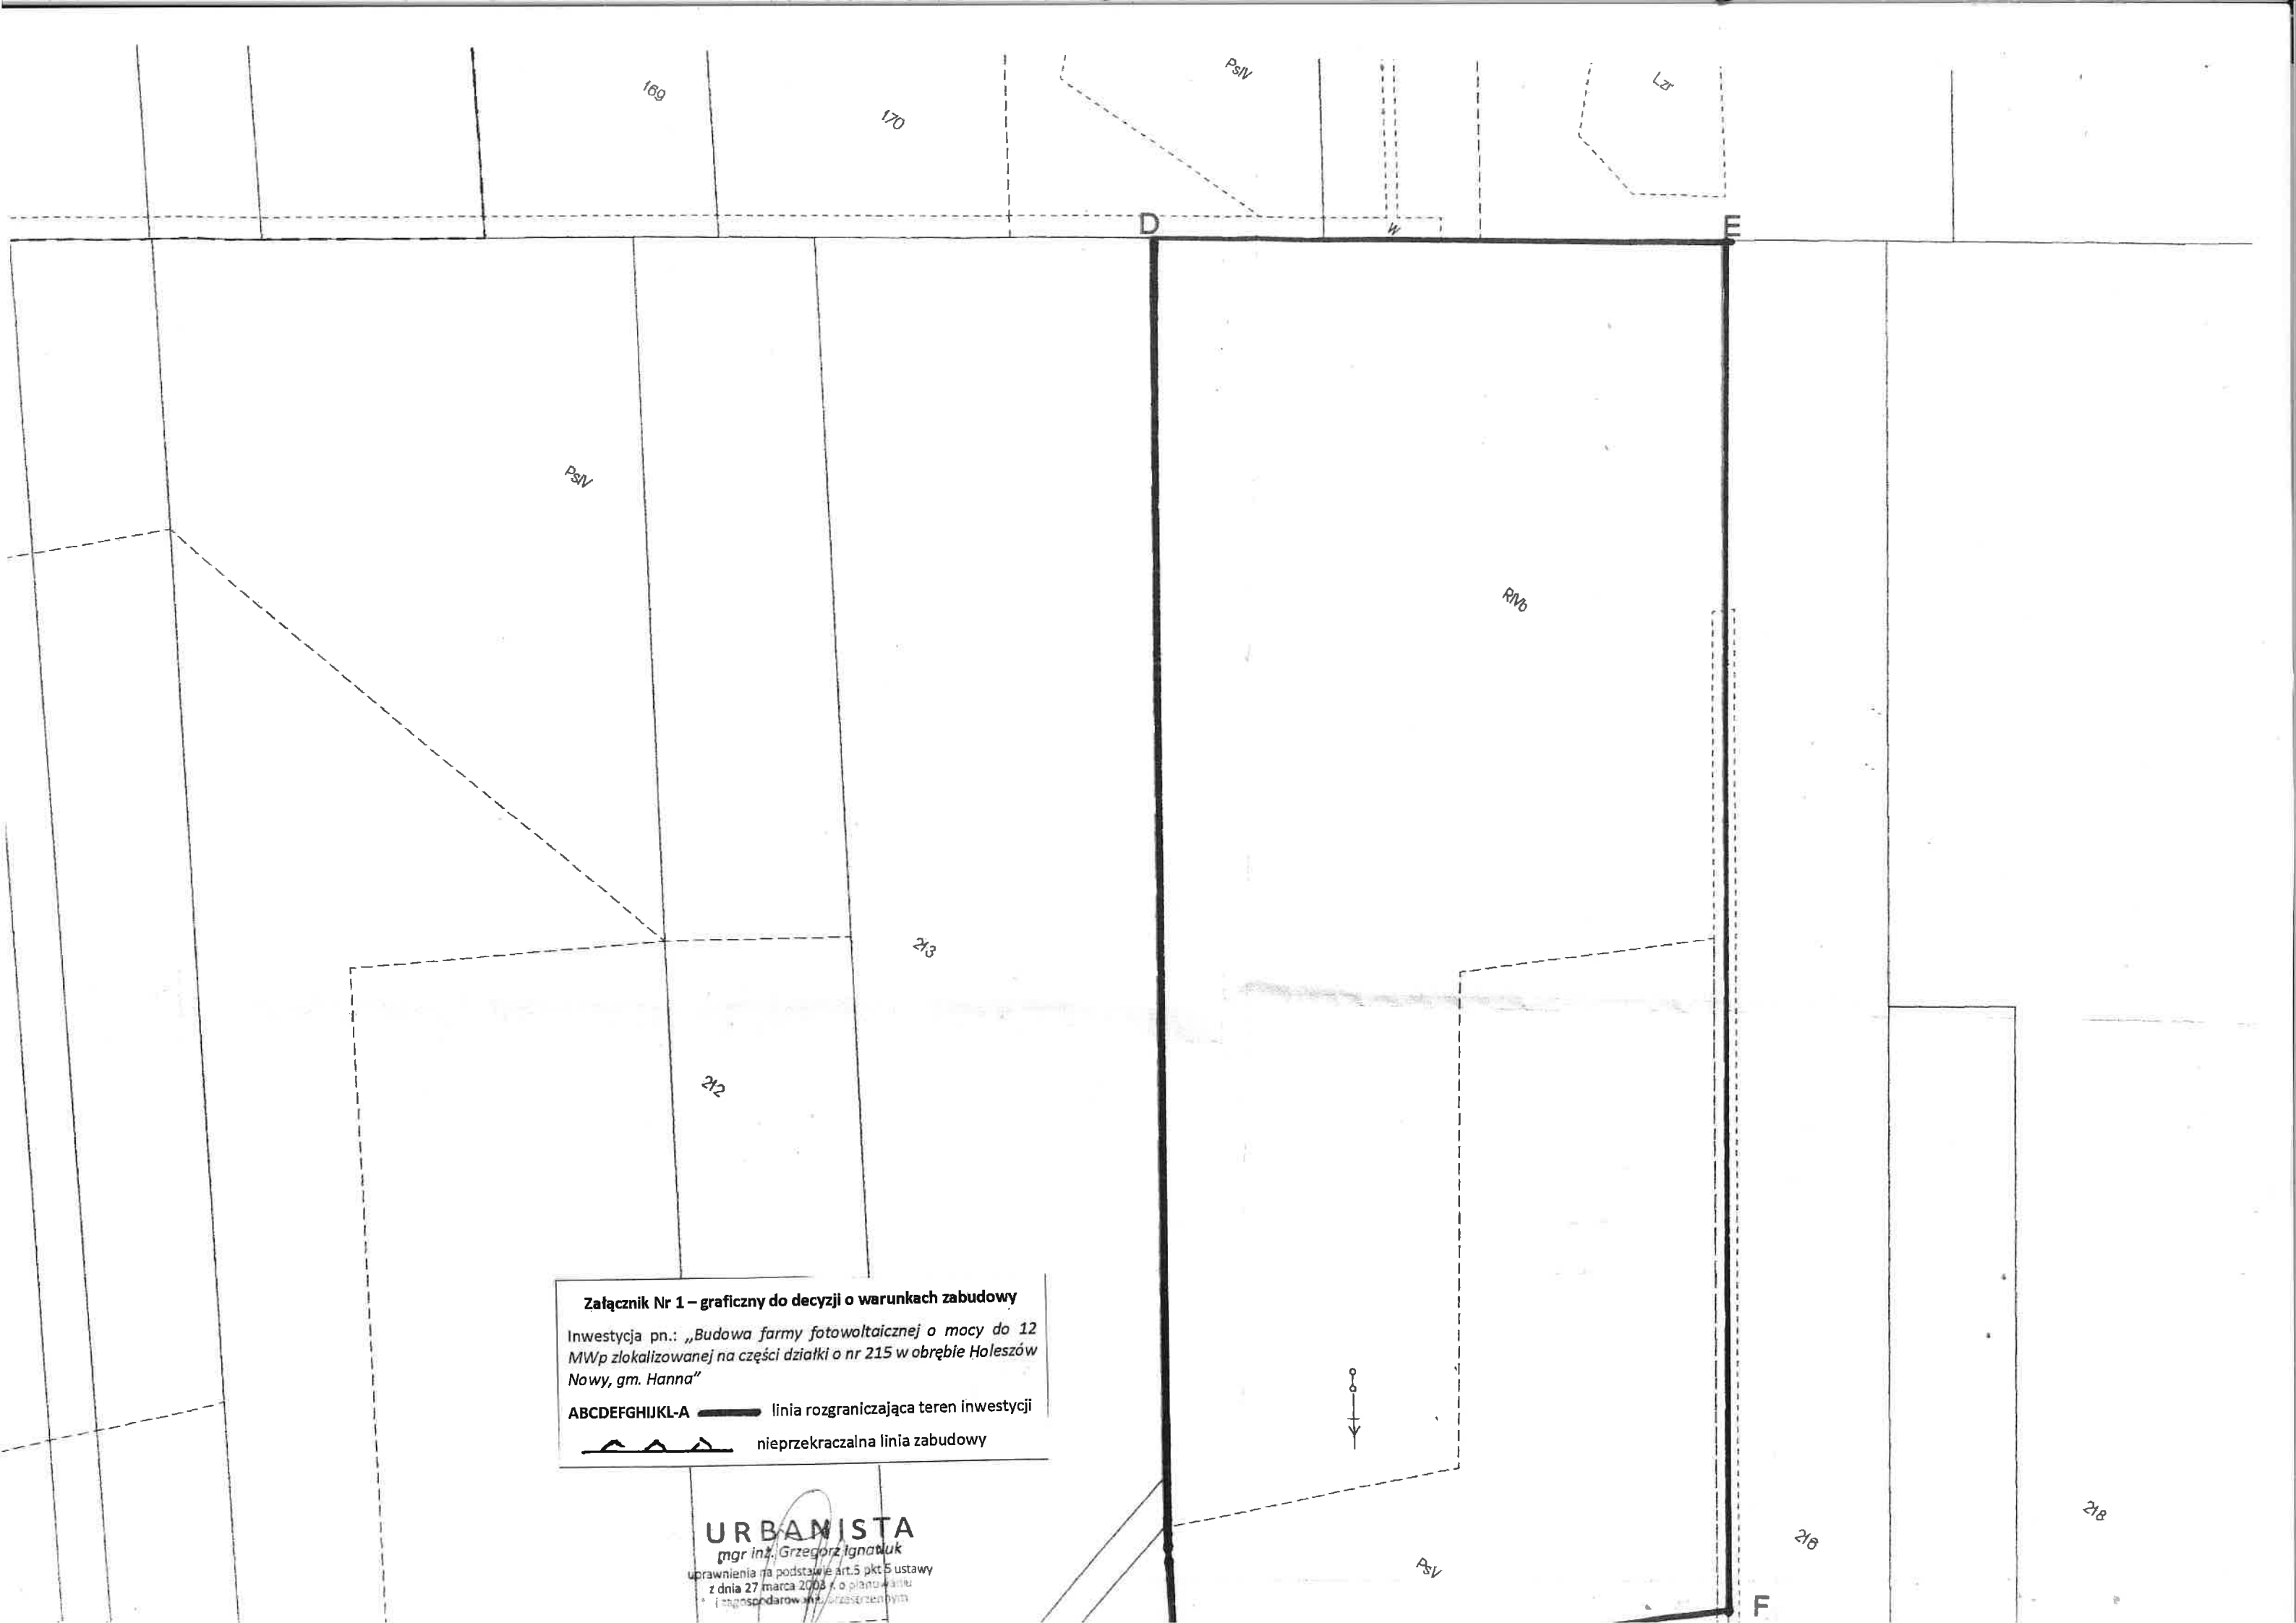 PsIV
Lzr
169
170
D
E
W
PsIV
RIVb
213
212
Załącznik Nr 1 – graficzny do decyzji o warunkach zabudowy
Inwestycja pn.: „Budowa farmy fotowoltaicznej o mocy do 12
MWp zlokalizowanej na części działki o nr 215 w obrębie Holeszów
Nowy, gm. Hanna”
ABCDEFGHIJKL-A linia rozgraniczająca teren inwestycji
nieprzekraczalna linia zabudowy
218
URBANISTA
216
mgr inż. Grzegorz Ignatiuk
PsV
uprawnienia na podstawie art.5 pkt 5 ustawy
z dnia 27 marca 2003 r. o planowaniu
i zagospodarowaniu przestrzennym
F